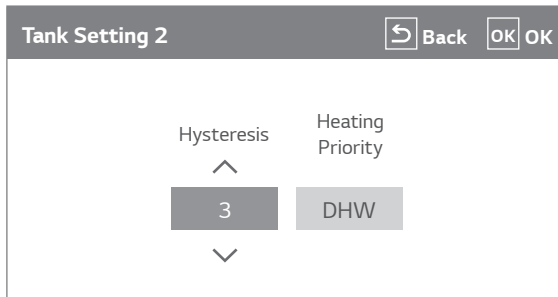 Tank Setting 2
Back OK OK
Hysteresis
Heating
Priority
3
DHW